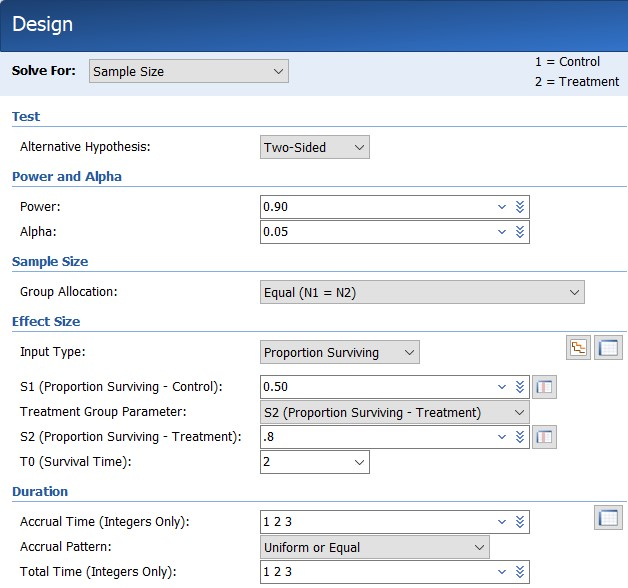 Design
Solve For: Sample Size
1 = Control
2 = Treatment
Test
Alternative Hypothesis: Two-Sided
Power and Alpha
Power: 0.90
Alpha: 0.05
Sample Size
Group Allocation: Equal (N1 = N2)
Effect Size
Input Type: Proportion Surviving
S1 (Proportion Surviving - Control): 0.50
Treatment Group Parameter: S2 (Proportion Surviving - Treatment)
S2 (Proportion Surviving - Treatment): .8
T0 (Survival Time): 2
Duration
Accrual Time (Integers Only): 1 2 3
Accrual Pattern: Uniform or Equal
Total Time (Integers Only): 1 2 3